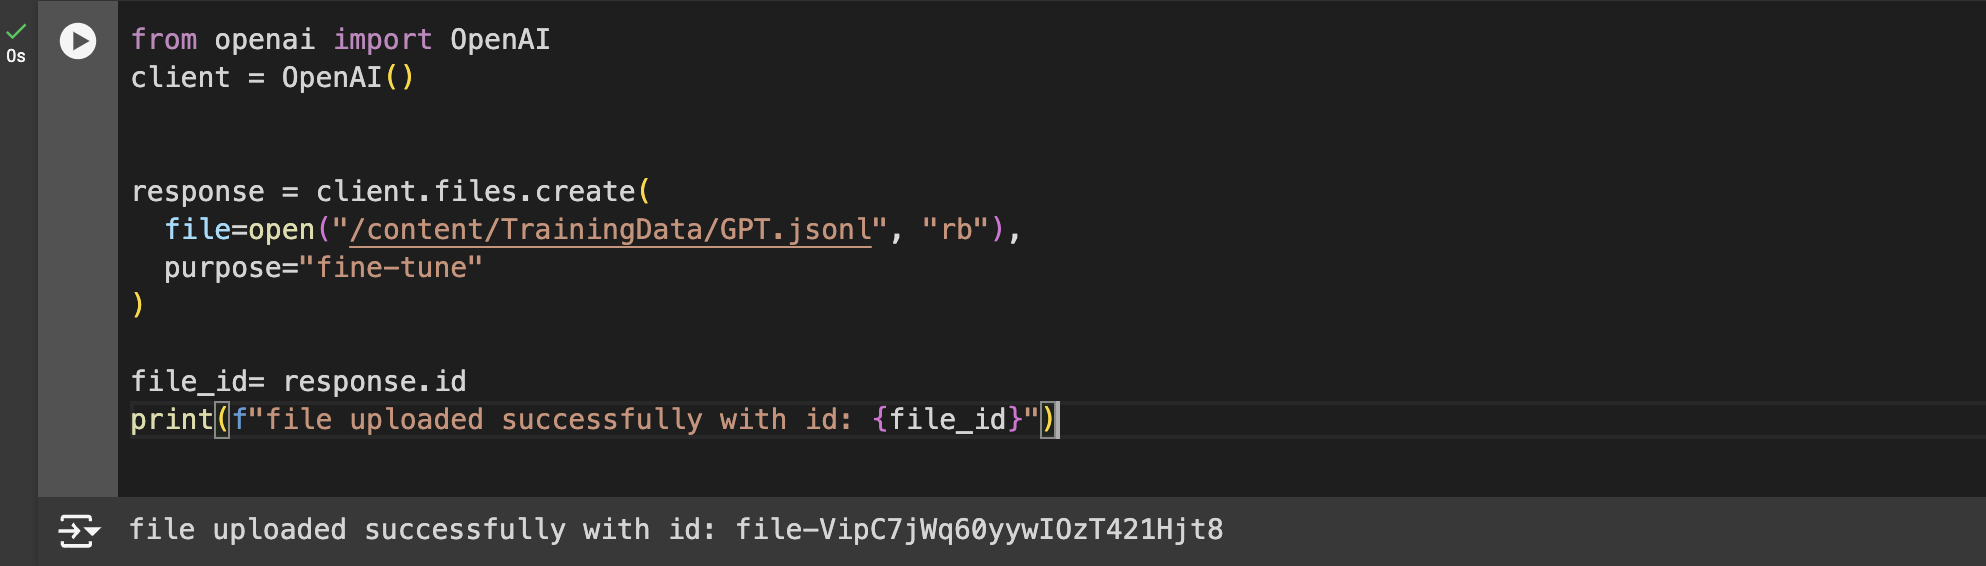 0s
from openai import OpenAI
client = OpenAI()
response = client.files.create(
  file=open("/content/TrainingData/GPT.jsonl", "rb"),
  purpose="fine-tune"
)
file_id= response.id
print(f"file uploaded successfully with id: {file_id}")
file uploaded successfully with id: file-VipC7jWq60yywIOzT421Hjt8